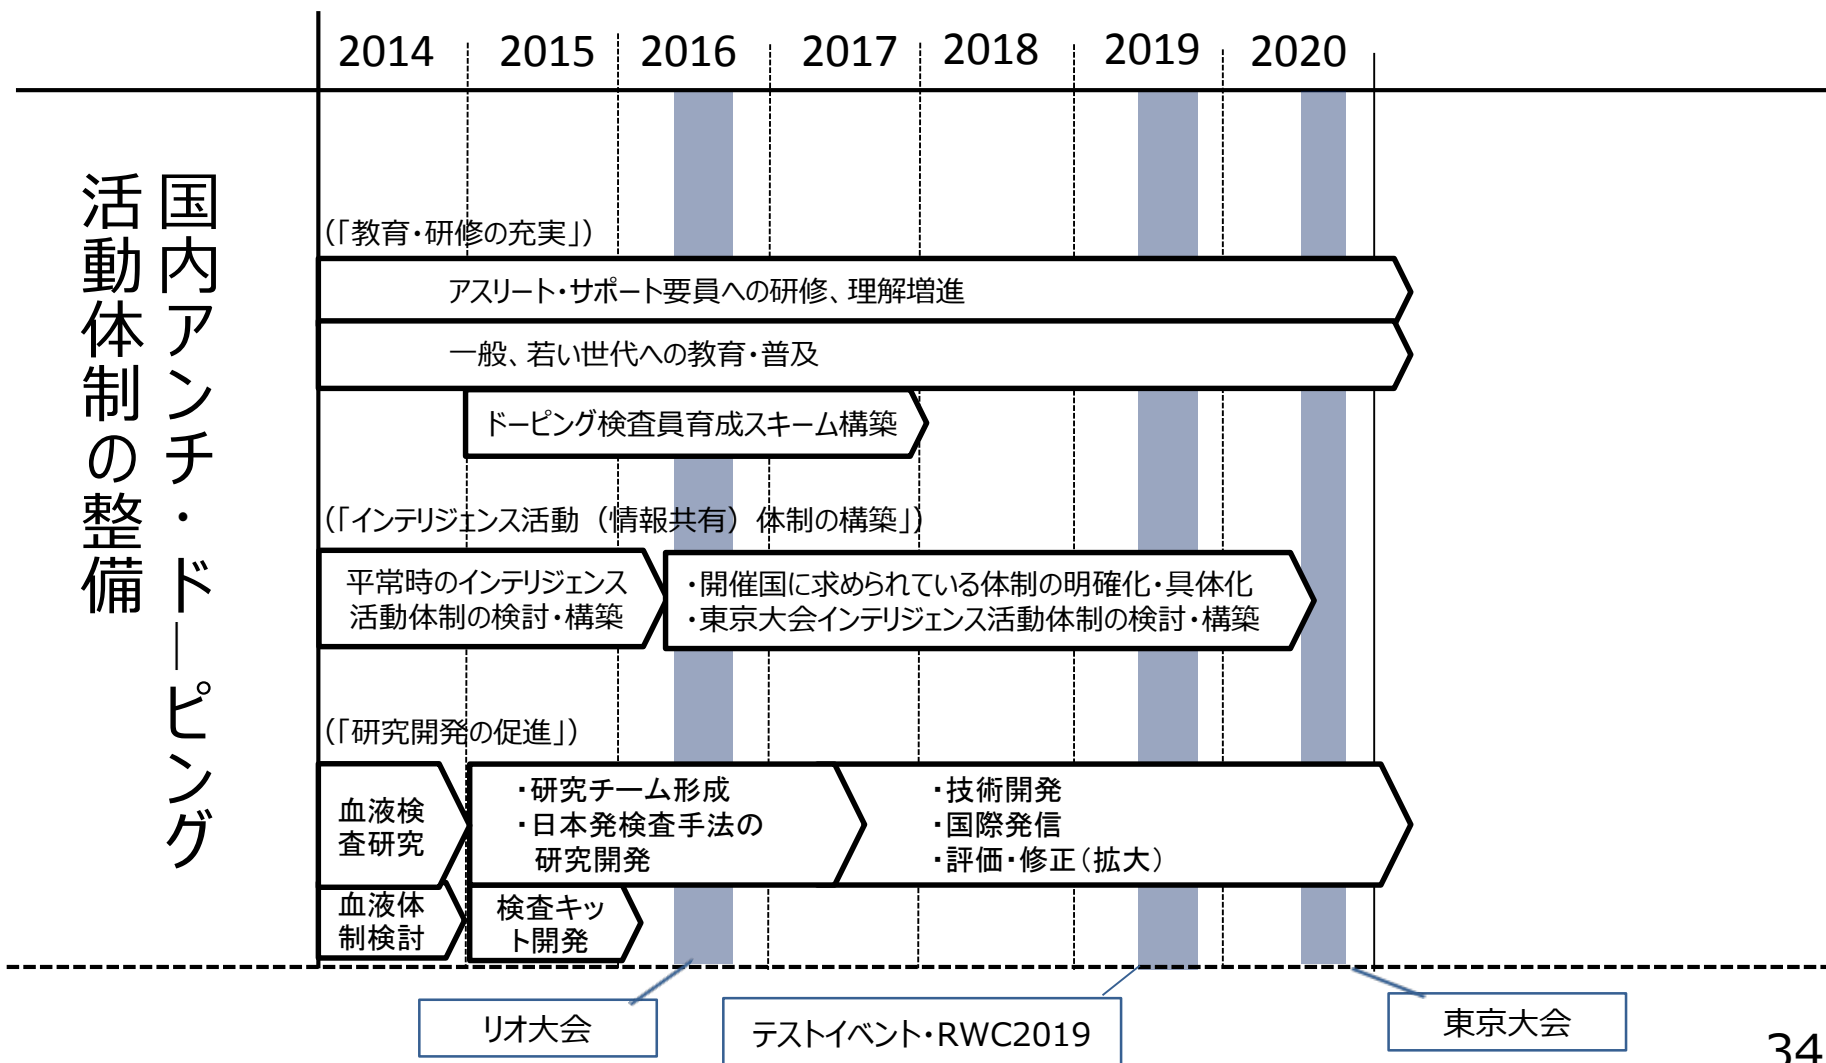 2014 2015 2016 2017 2018 2019 2020
国内アンチ・ドーピング
活動体制の整備
(「教育・研修の充実」)
アスリート・サポート要員への研修、理解増進
一般、若い世代への教育・普及
ドーピング検査員育成スキーム構築
(「インテリジェンス活動（情報共有）体制の構築」)
平常時のインテリジェンス
活動体制の検討・構築
・開催国に求められている体制の明確化・具体化
・東京大会インテリジェンス活動体制の検討・構築
(「研究開発の促進」)
血液検
査研究
・研究チーム形成
・日本発検査手法の
研究開発
・技術開発
・国際発信
・評価・修正（拡大）
血液体
制検討
検査キッ
ト開発
リオ大会
テストイベント・RWC2019
東京大会
34